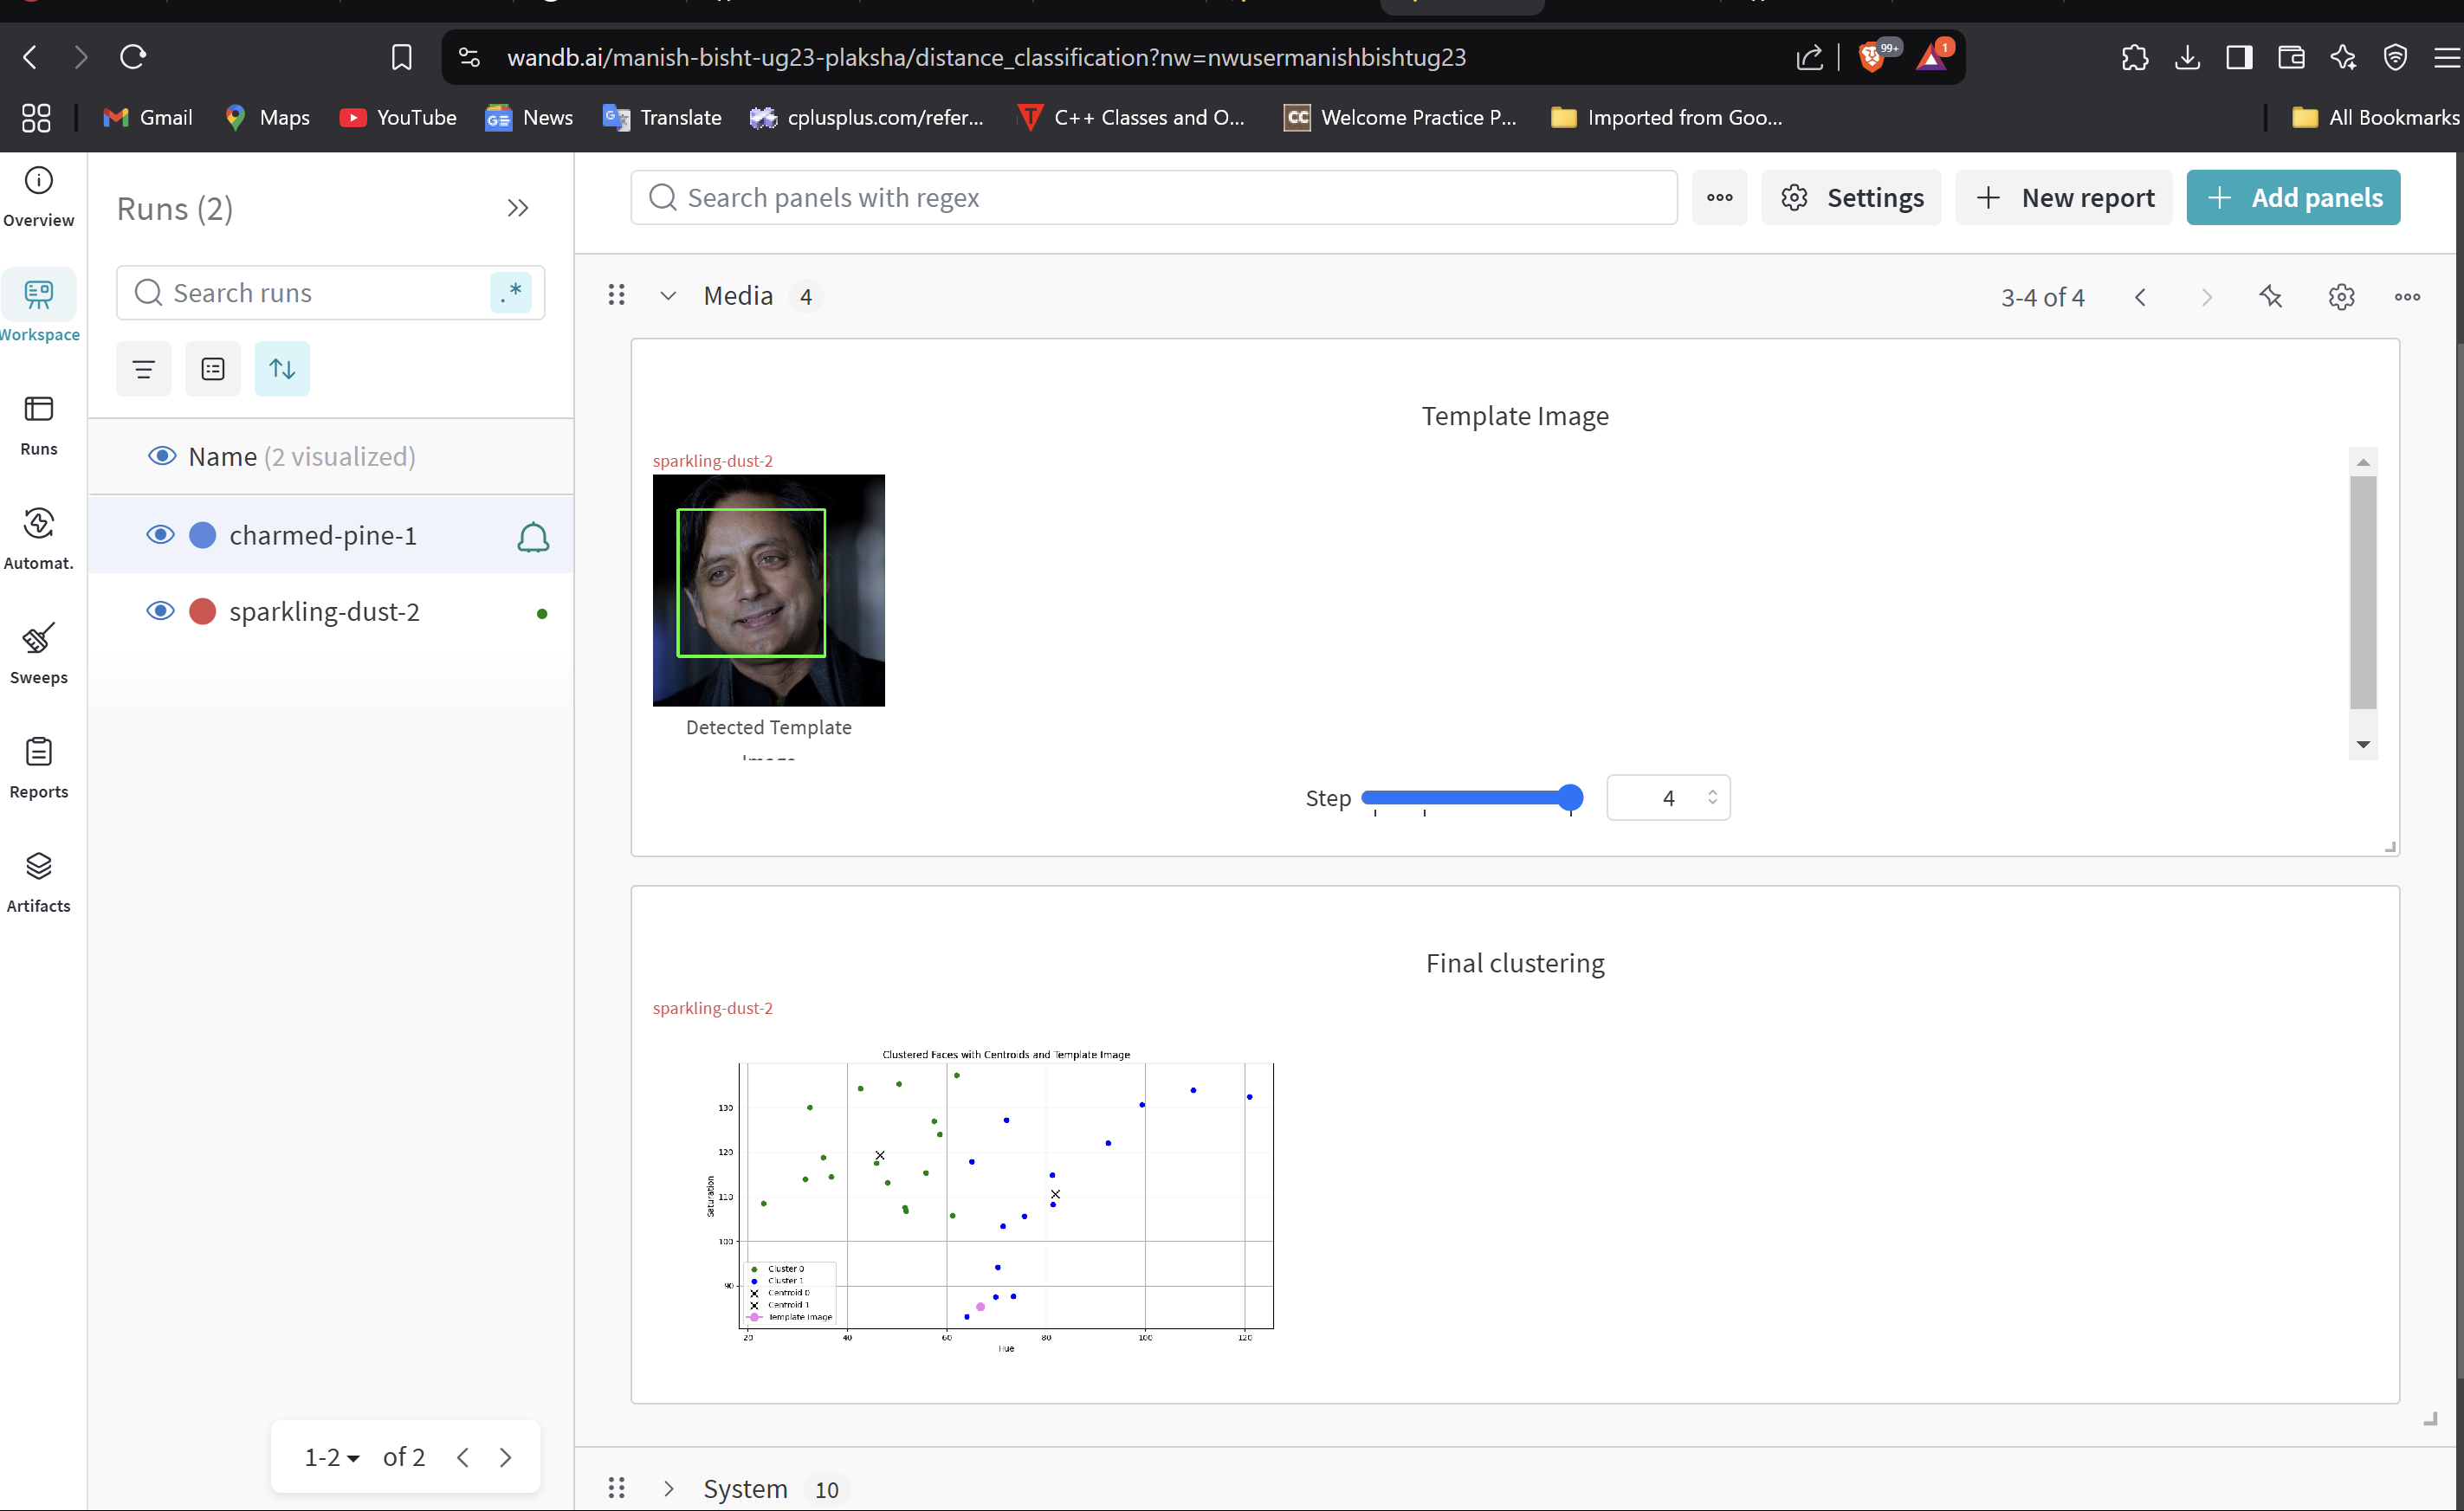 wandb.ai/manish-bisht-ug23-plaksha/distance_classification?nw=nwusermanishbishtug23
99+
1
Gmail
Maps
YouTube
News
Translate
cplusplus.com/refer...
C++ Classes and O...
CC
Welcome Practice P...
Imported from Goo...
All Bookmarks
Overview
Workspace
Runs
Automat.
Sweeps
Reports
Artifacts
Runs (2)
Search runs
.*
Name (2 visualized)
charmed-pine-1
sparkling-dust-2
1-2 of 2
Search panels with regex
Settings
New report
Add panels
Media 4
3-4 of 4
Template Image
sparkling-dust-2
Detected Template
Step
4
Final clustering
sparkling-dust-2
Clustered Faces with Centroids and Template Image
Saturation
130
120
110
100
90
Cluster 0
Cluster 1
Centroid 0
Centroid 1
Template Image
20 40 60 80 100 120
Hue
System 10